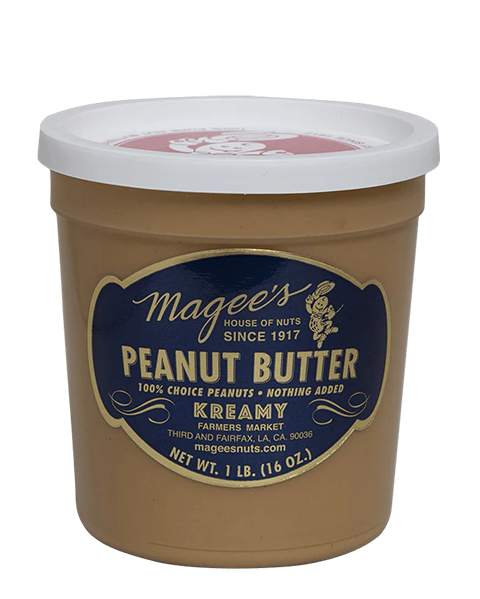 Magee's
HOUSE OF NUTS
SINCE 1917
PEANUT BUTTER
100% CHOICE PEANUTS • NOTHING ADDED
KREAMY
FARMERS MARKET
THIRD AND FAIRFAX, LA, CA. 90036
mageesnuts.com
NET WT. 1 LB. (16 OZ.)